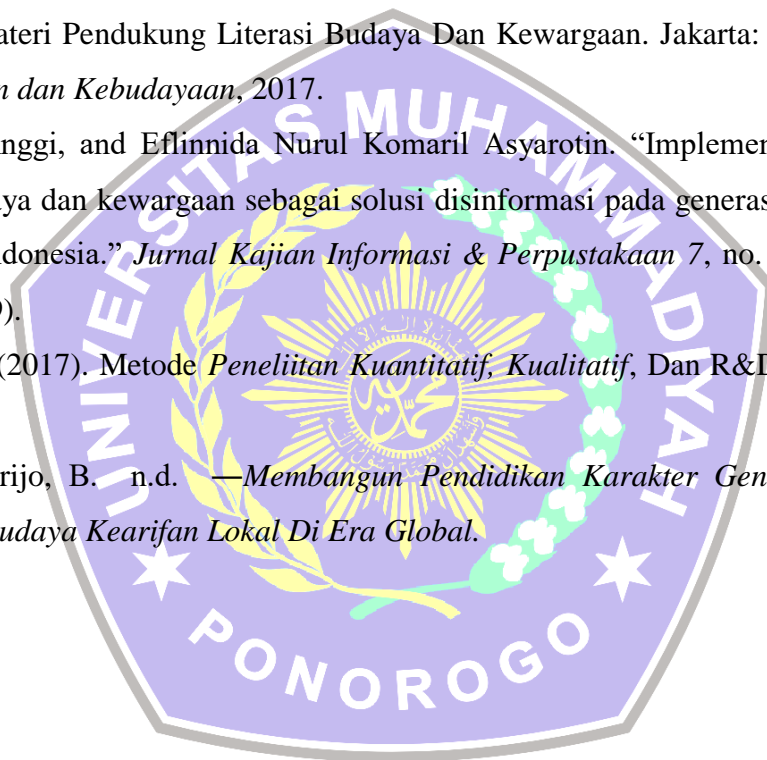 ateri Pendukung Literasi Budaya Dan Kewargaan. Jakarta:
n dan Kebudayaan, 2017.
nggi, and Eflinnida Nurul Komaril Asyarotin. “Implemen
ya dan kewargaan sebagai solusi disinformasi pada generas
ndonesia.” Jurnal Kajian Informasi & Perpustakaan 7, no.
).
(2017). Metode Peneliitan Kuantitatif, Kualitatif, Dan R&D
rijo, B. n.d. —Membangun Pendidikan Karakter Gen
udaya Kearifan Lokal Di Era Global.
UNIVERSITAS MUHAMMADIYAH
PONOROGO
محمدية